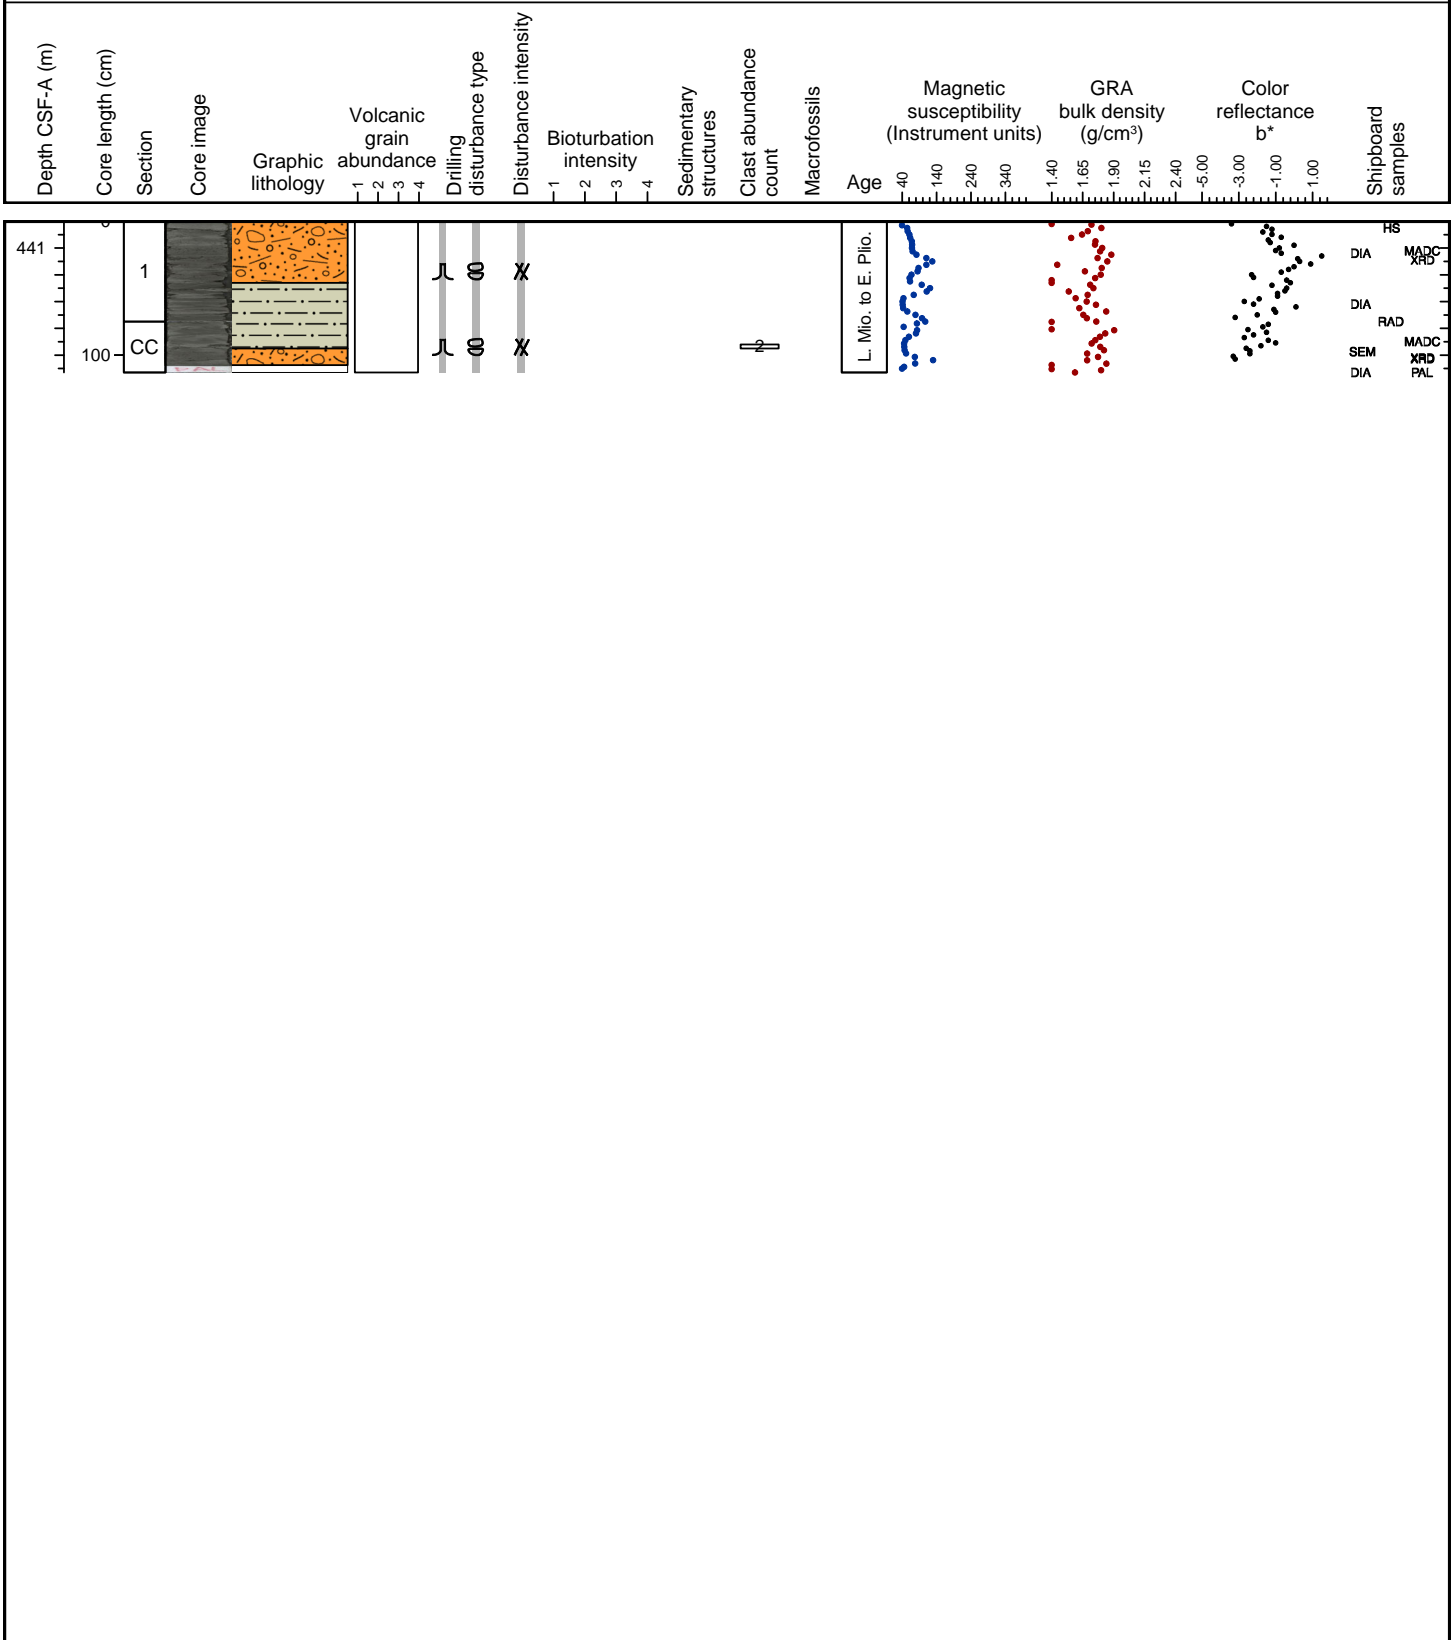 Depth CSF-A (m)
Core length (cm)
Section
Core image
Graphic
lithology
Volcanic
grain
abundance
1 2 3 4
Drilling
disturbance type
Disturbance intensity
Bioturbation
intensity
1 2 3 4
Sedimentary
structures
Clast abundance
count
Macrofossils
Age
Magnetic
susceptibility
(Instrument units)
40 140 240 340
GRA
bulk density
(g/cm³)
1.40 1.65 1.90 2.15 2.40
Color
reflectance
b*
-5.00 -3.00 -1.00 1.00
Shipboard
samples
0
441
100
1
CC
PAL
2
L. Mio. to E. Plio.
HS
DIA MADC
XRD
DIA
RAD
MADC
SEM
XRD
DIA PAL